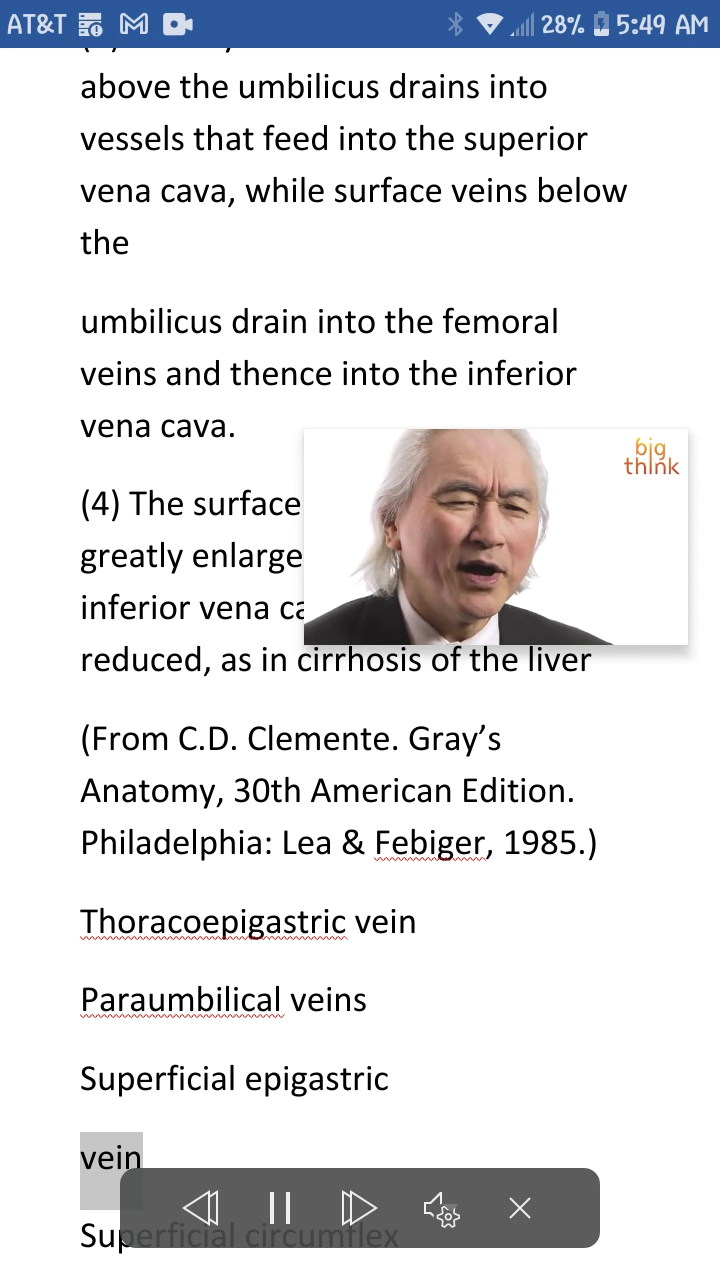 AT&T 28% 5:49 AM
above the umbilicus drains into
vessels that feed into the superior
vena cava, while surface veins below
the
umbilicus drain into the femoral
veins and thence into the inferior
vena cava.
big
think
(4) The surface
greatly enlarge
inferior vena ca
reduced, as in cirrhosis of the liver
(From C.D. Clemente. Gray’s
Anatomy, 30th American Edition.
Philadelphia: Lea & Febiger, 1985.)
Thoracoepigastric vein
Paraumbilical veins
Superficial epigastric
vein
Superficial circumflex